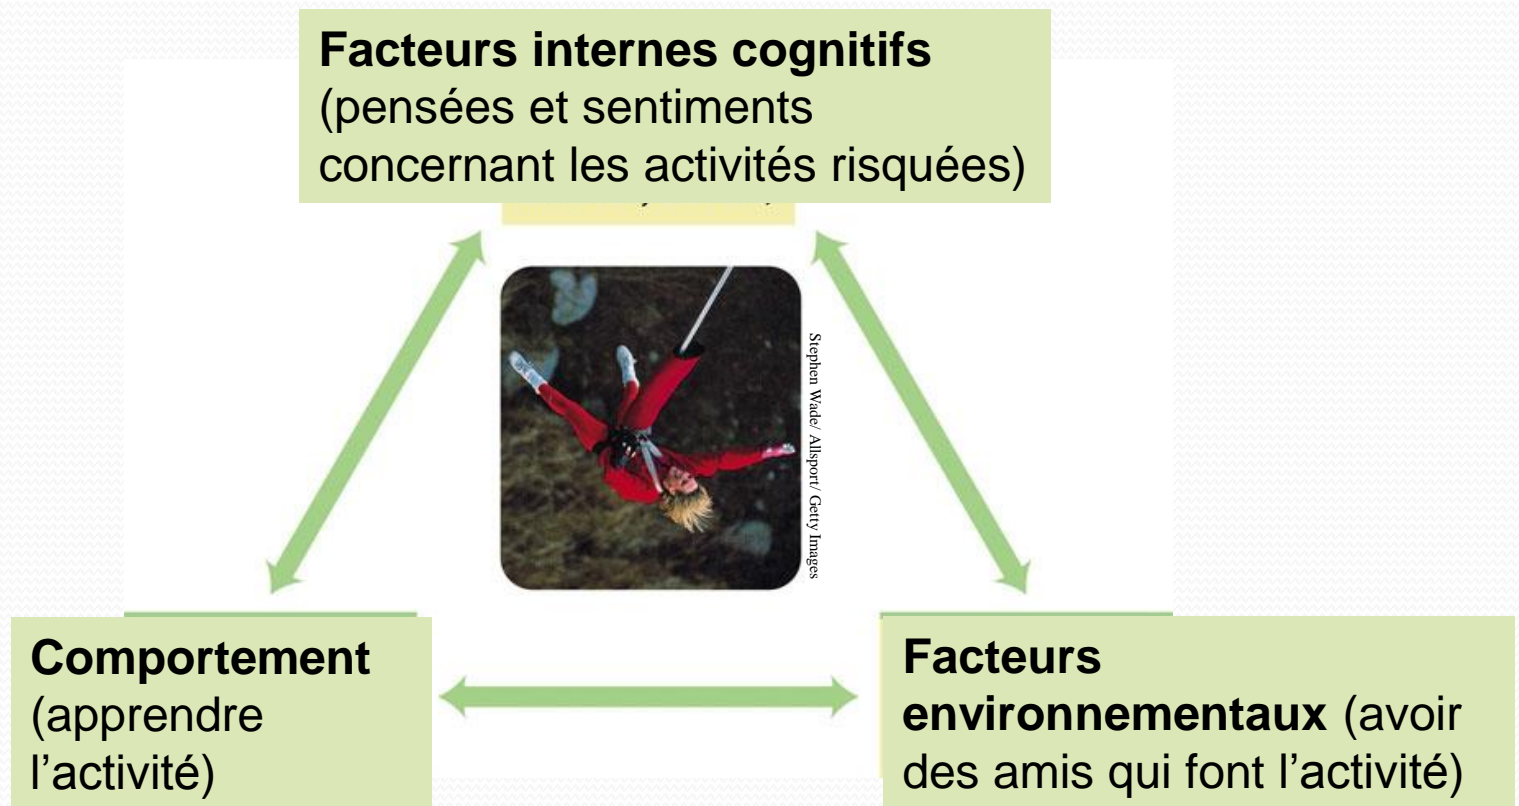 Facteurs internes cognitifs
(pensées et sentiments
concernant les activités risquées)
Stephen Wade/ Allsport/ Getty Images
Comportement
(apprendre
l’activité)
Facteurs
environnementaux (avoir
des amis qui font l’activité)